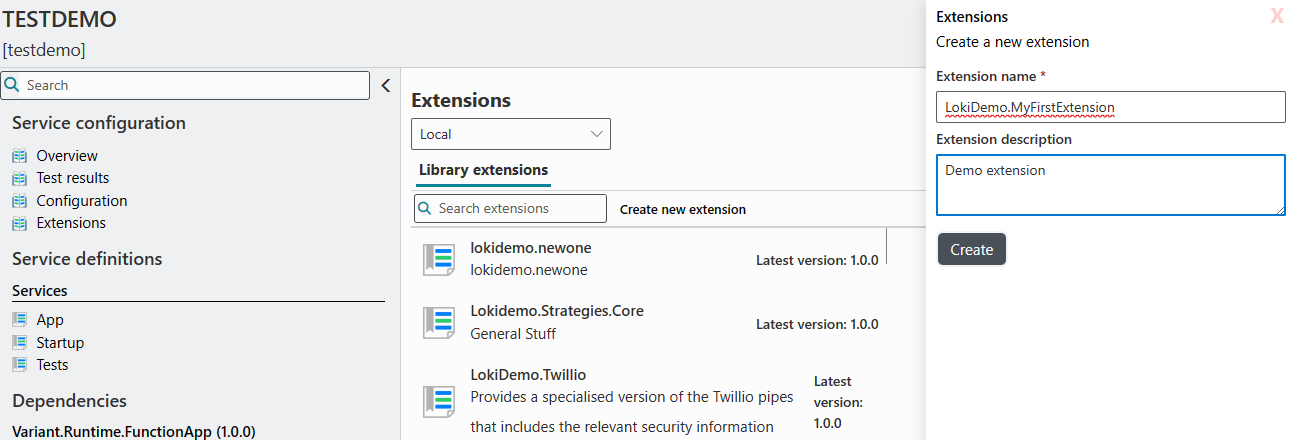 TESTDEMO
[testdemo]
Search
Service configuration
Overview
Test results
Configuration
Extensions
Service definitions
Services
App
Startup
Tests
Dependencies
Variant.Runtime.FunctionApp (1.0.0)
Extensions
Local
Library extensions
Search extensions
Create new extension
lokidemo.newone
lokidemo.newone
Latest version: 1.0.0
Lokidemo.Strategies.Core
General Stuff
Latest version: 1.0.0
LokiDemo.Twillio
Provides a specialised version of the Twillio pipes
that includes the relevant security information
Latest
version:
1.0.0
Extensions
X
Create a new extension
Extension name *
LokiDemo.MyFirstExtension
Extension description
Demo extension
Create